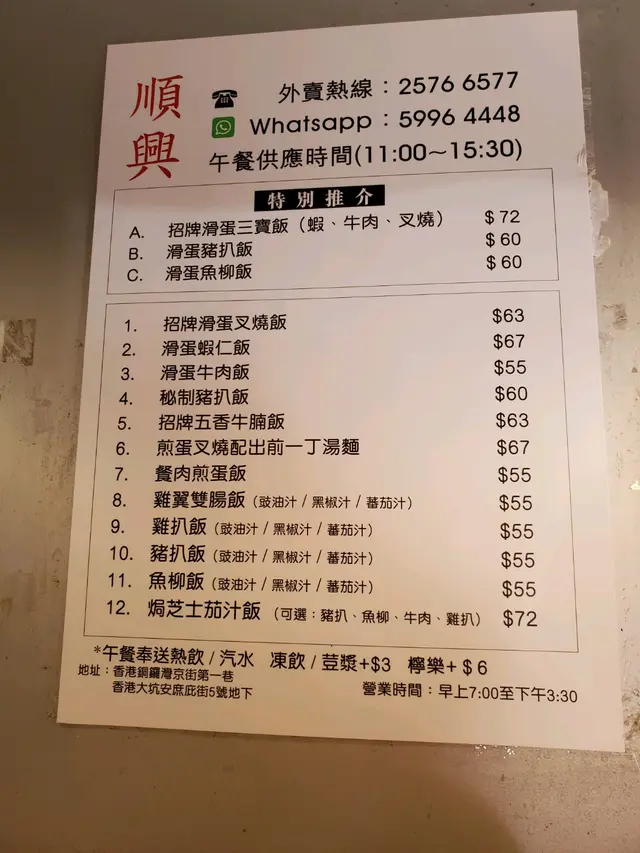 順興
外賣熱線：2576 6577
Whatsapp：5996 4448
午餐供應時間(11:00~15:30)
特別推介
A. 招牌滑蛋三寶飯（蝦、牛肉、叉燒） $72
B. 滑蛋豬扒飯 $60
C. 滑蛋魚柳飯 $60
1. 招牌滑蛋叉燒飯 $63
2. 滑蛋蝦仁飯 $67
3. 滑蛋牛肉飯 $55
4. 秘制豬扒飯 $60
5. 招牌五香牛腩飯 $63
6. 煎蛋叉燒配出前一丁湯麵 $67
7. 餐肉煎蛋飯 $55
8. 雞翼雙腸飯（豉油汁 / 黑椒汁 / 蕃茄汁） $55
9. 雞扒飯（豉油汁 / 黑椒汁 / 蕃茄汁） $55
10. 豬扒飯（豉油汁 / 黑椒汁 / 蕃茄汁） $55
11. 魚柳飯（豉油汁 / 黑椒汁 / 蕃茄汁） $55
12. 焗芝士茄汁飯（可選：豬扒、魚柳、牛肉、雞扒） $72
*午餐奉送熱飲 / 汽水 凍飲 / 荳漿+$3 檸樂+$6
地址：香港銅鑼灣京街第一巷
香港大坑安庶庇街5號地下
營業時間：早上7:00至下午3:30